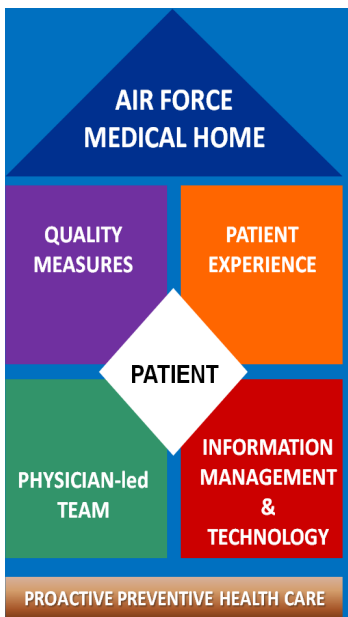 AIR FORCE
MEDICAL HOME
QUALITY
MEASURES
PATIENT
EXPERIENCE
PATIENT
PHYSICIAN-led
TEAM
INFORMATION
MANAGEMENT
&
TECHNOLOGY
PROACTIVE PREVENTIVE HEALTH CARE